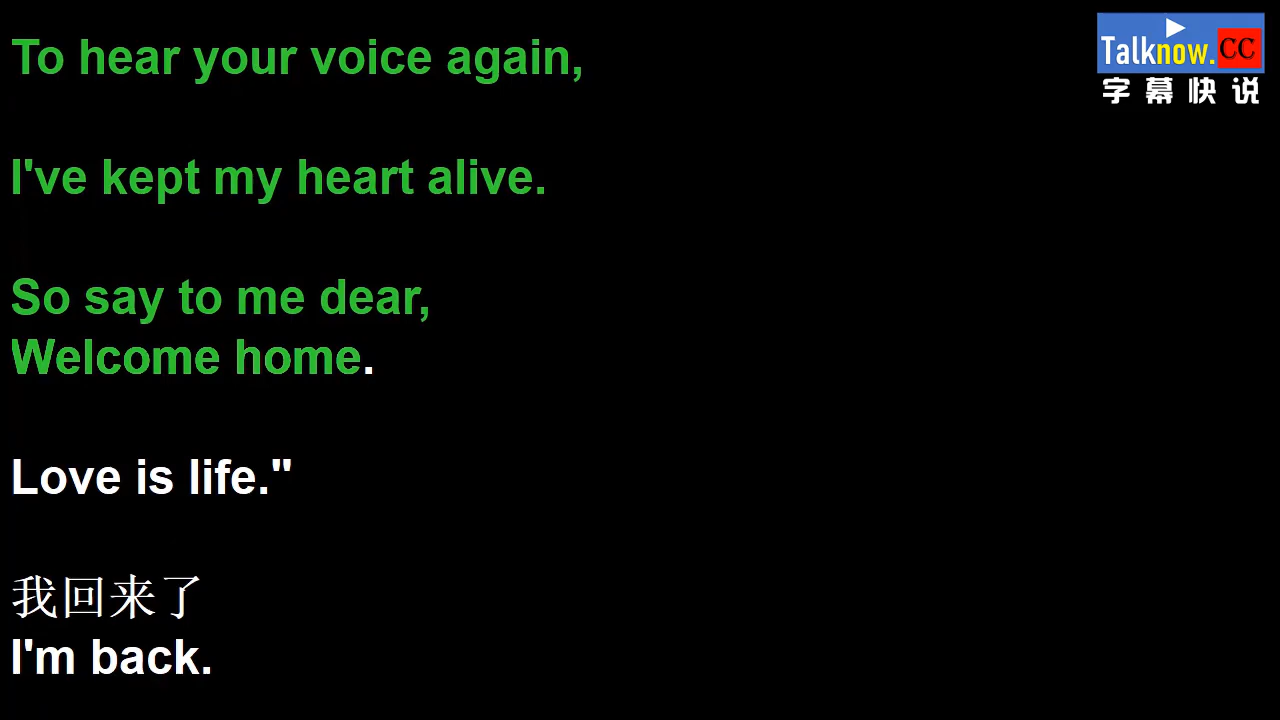 To hear your voice again,
I've kept my heart alive.
So say to me dear,
Welcome home.
Love is life."
我回来了
I'm back.
Talknow.CC
字幕快说